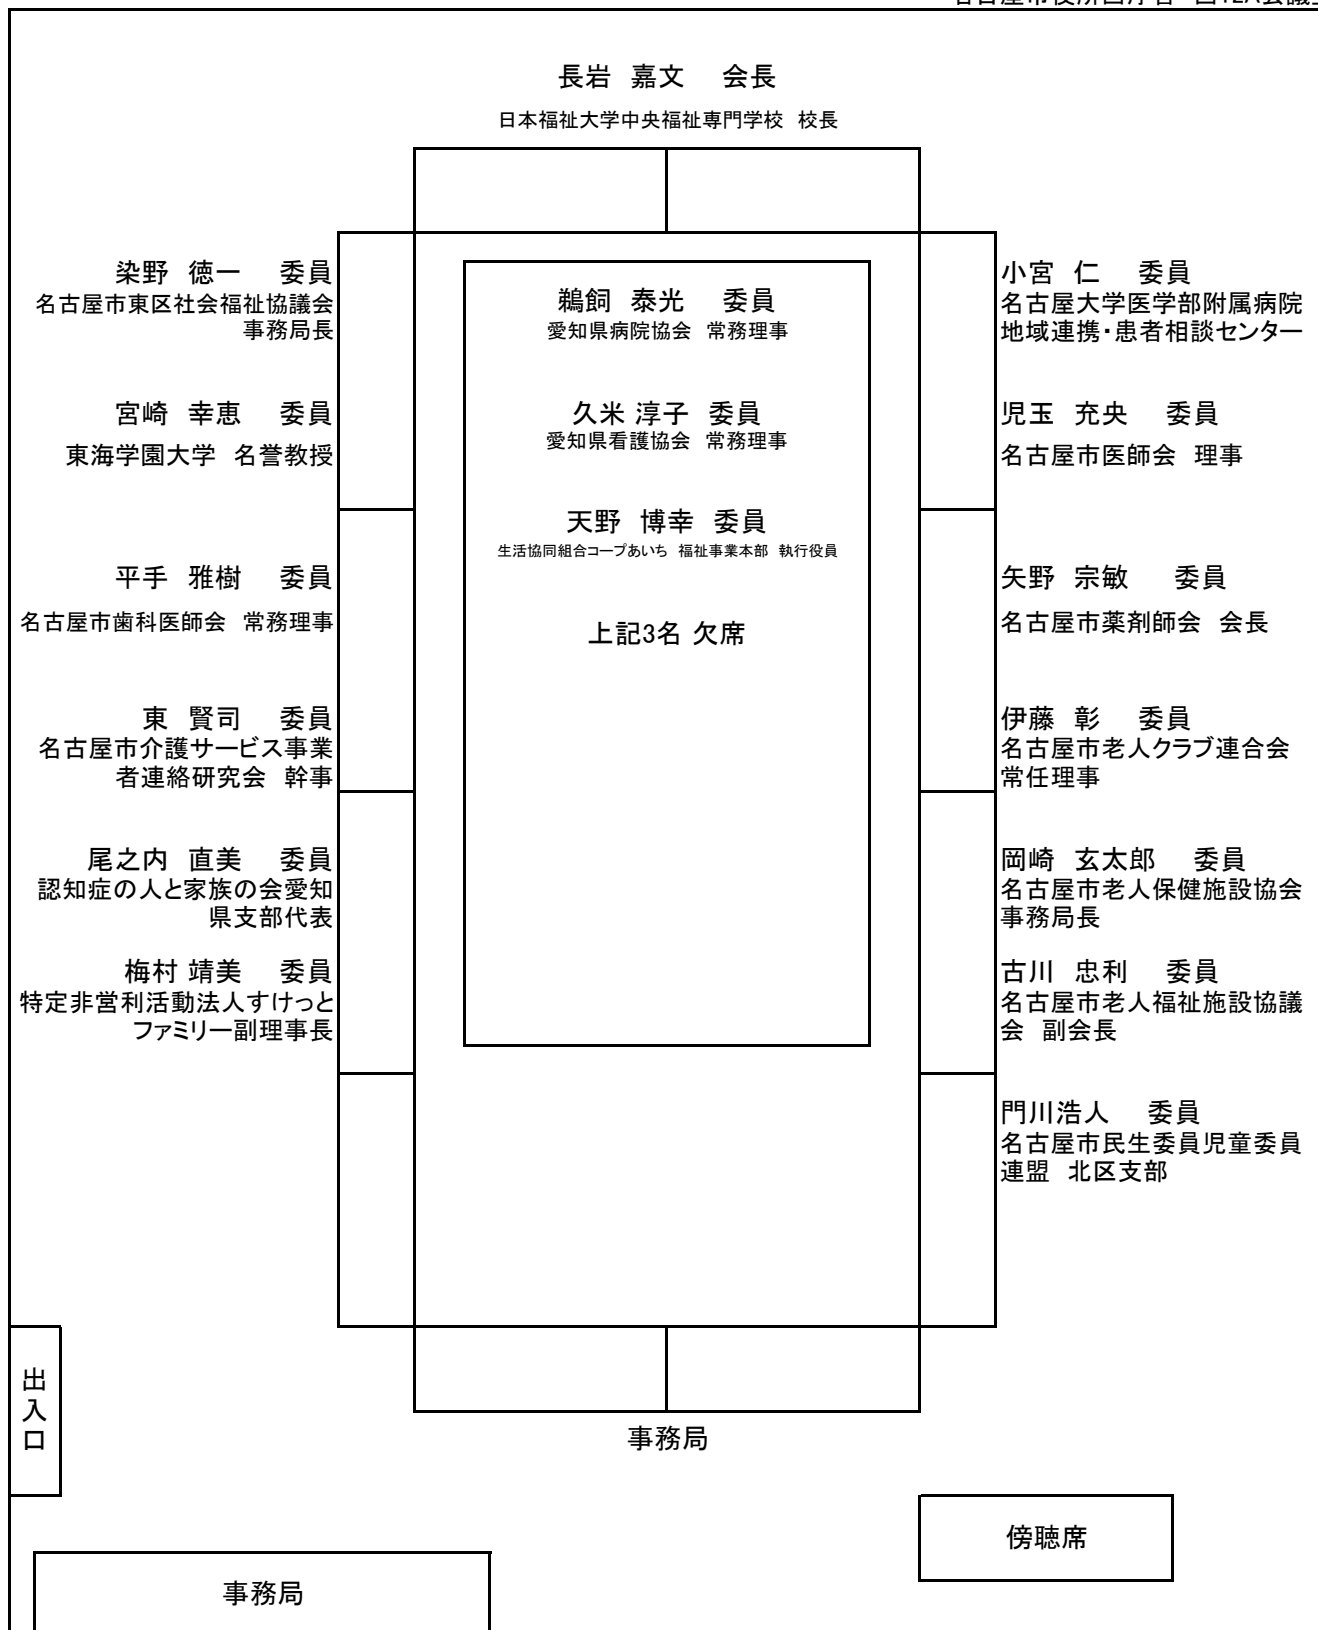 長岩 嘉文 会長
日本福祉大学中央福祉専門学校 校長
染野 徳一 委員
名古屋市東区社会福祉協議会
事務局長
宮崎 幸恵 委員
東海学園大学 名誉教授
平手 雅樹 委員
名古屋市歯科医師会 常務理事
東 賢司 委員
名古屋市介護サービス事業
者連絡研究会 幹事
尾之内 直美 委員
認知症の人と家族の会愛知
県支部代表
梅村 靖美 委員
特定非営利活動法人すけっと
ファミリー副理事長
鵜飼 泰光 委員
愛知県病院協会 常務理事
久米 淳子 委員
愛知県看護協会 常務理事
天野 博幸 委員
生活協同組合コープあいち 福祉事業本部 執行役員
上記3名 欠席
小宮 仁 委員
名古屋大学医学部附属病院
地域連携・患者相談センター
児玉 充央 委員
名古屋市医師会 理事
矢野 宗敏 委員
名古屋市薬剤師会 会長
伊藤 彰 委員
名古屋市老人クラブ連合会
常任理事
岡崎 玄太郎 委員
名古屋市老人保健施設協会
事務局長
古川 忠利 委員
名古屋市老人福祉施設協議
会 副会長
門川浩人 委員
名古屋市民生委員児童委員
連盟 北区支部
出入口
事務局
傍聴席
事務局